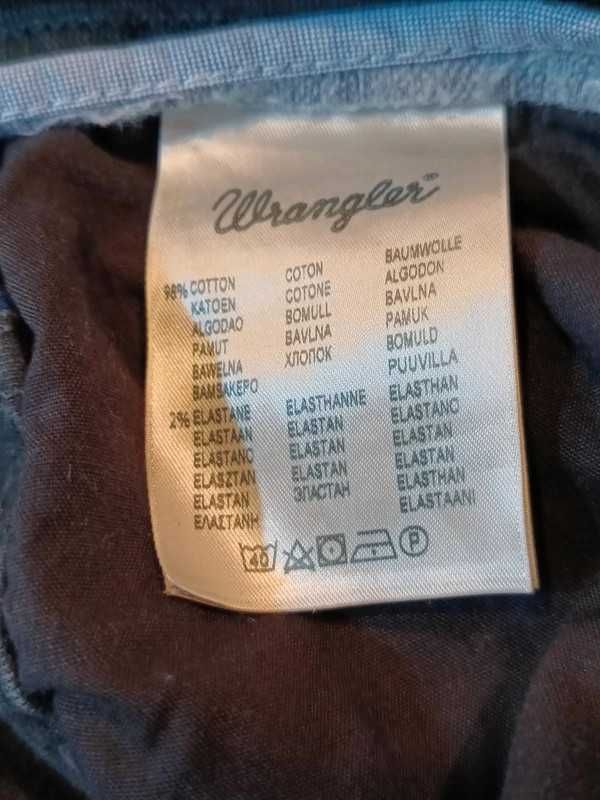 Wrangler®
98% COTTON COTON BAUMWOLLE
KATOEN COTONE ALGODON
ALGODAO BOMULL BAVLNA
PAMUT BAVLNA PAMUK
BAWELNA ХЛОПОК BOMULD
ΒΑΜΒΑΚΕΡΟ PUUVILLA
2% ELASTANE ELASTHANNE ELASTHAN
ELASTAAN ELASTAN ELASTANO
ELASTANO ELASTAN ELASTAN
ELASZTAN ELASTAN ELASTAN
ELASTAN ЭЛАСТАН ELASTHAN
ΕΛΑΣΤΑΝΗ ELASTAANI
40 P